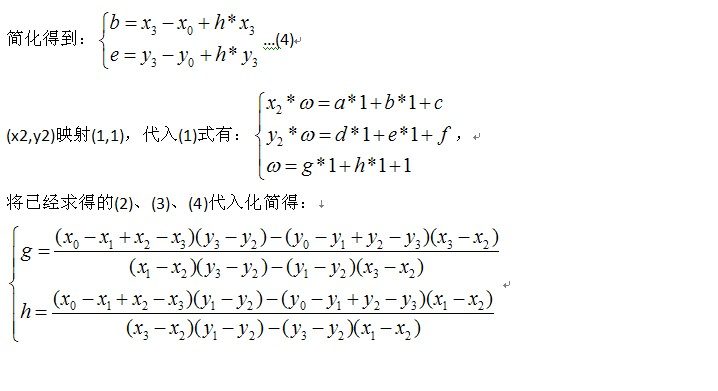 简化得到：{b = x₃ − x₀ + h* x₃
e = y₃ − y₀ + h* y₃ ...(4)
(x2,y2)映射(1,1)，代入(1)式有：{x₂ * ω = a*1+b*1+c
y₂ * ω = d*1+e*1+ f ，
ω = g*1+h*1+1
将已经求得的(2)、(3)、(4)代入化简得：
{g = \frac{(x₀ − x₁ + x₂ − x₃)(y₃ − y₂) − (y₀ − y₁ + y₂ − y₃)(x₃ − x₂)}{(x₁ − x₂)(y₃ − y₂) − (y₁ − y₂)(x₃ − x₂)}
h = \frac{(x₀ − x₁ + x₂ − x₃)(y₁ − y₂) − (y₀ − y₁ + y₂ − y₃)(x₁ − x₂)}{(x₃ − x₂)(y₁ − y₂) − (y₃ − y₂)(x₁ − x₂)}